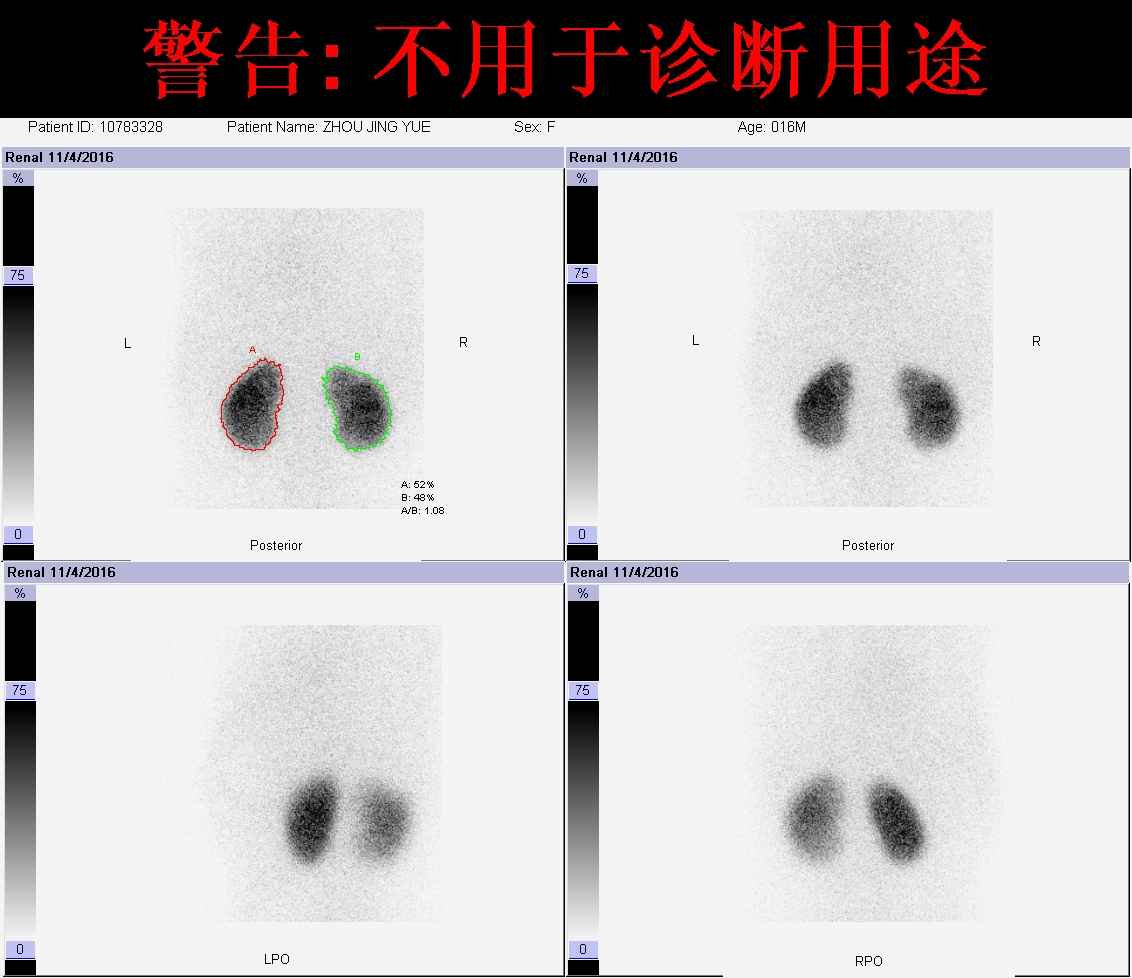 警告: 不用于诊断用途
Patient ID: 10783328 Patient Name: ZHOU JING YUE Sex: F Age: 016M
Renal 11/4/2016
%
75
0
L
R
A
B
A: 52%
B: 48%
A/B: 1.08
Posterior
Renal 11/4/2016
%
75
0
L
R
Posterior
Renal 11/4/2016
%
75
0
LPO
Renal 11/4/2016
%
75
0
RPO